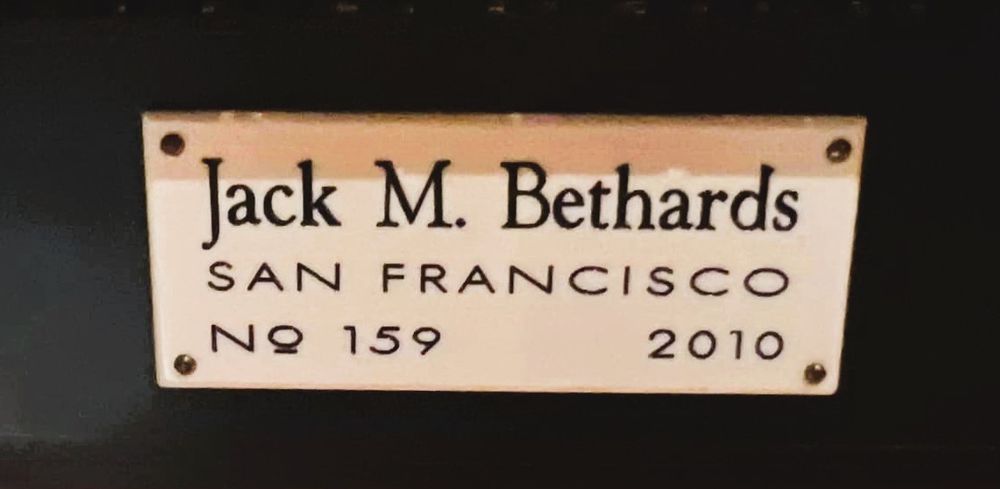 Jack M. Bethards
SAN FRANCISCO
Nº 159 2010